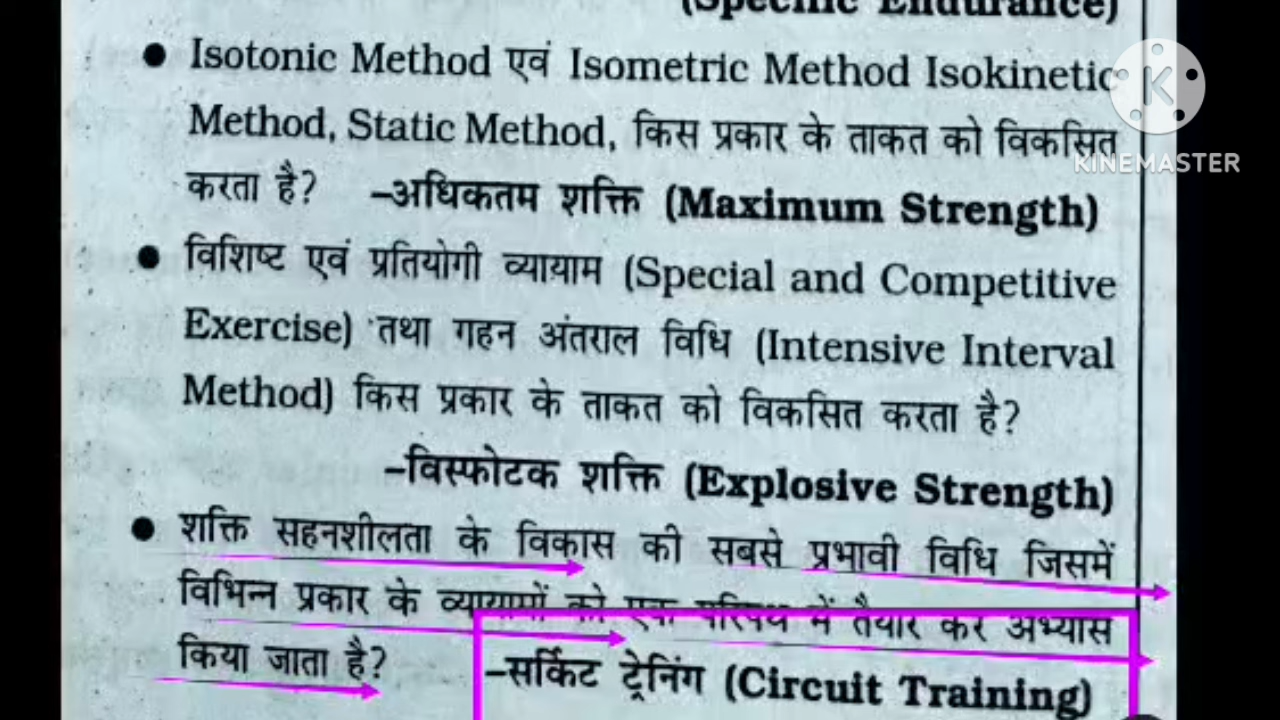 (Specific Endurance)
● Isotonic Method एवं Isometric Method Isokinetic
Method, Static Method, किस प्रकार के ताकत को विकसित
करता है? –अधिकतम शक्ति (Maximum Strength)
● विशिष्ट एवं प्रतियोगी व्यायाम (Special and Competitive
Exercise) तथा गहन अंतराल विधि (Intensive Interval
Method) किस प्रकार के ताकत को विकसित करता है?
–विस्फोटक शक्ति (Explosive Strength)
● शक्ति सहनशीलता के विकास की सबसे प्रभावी विधि जिसमें
विभिन्न प्रकार के व्यायामों को एक परिपथ में तैयार कर अभ्यास
किया जाता है? –सर्किट ट्रेनिंग (Circuit Training)
K
KINEMASTER